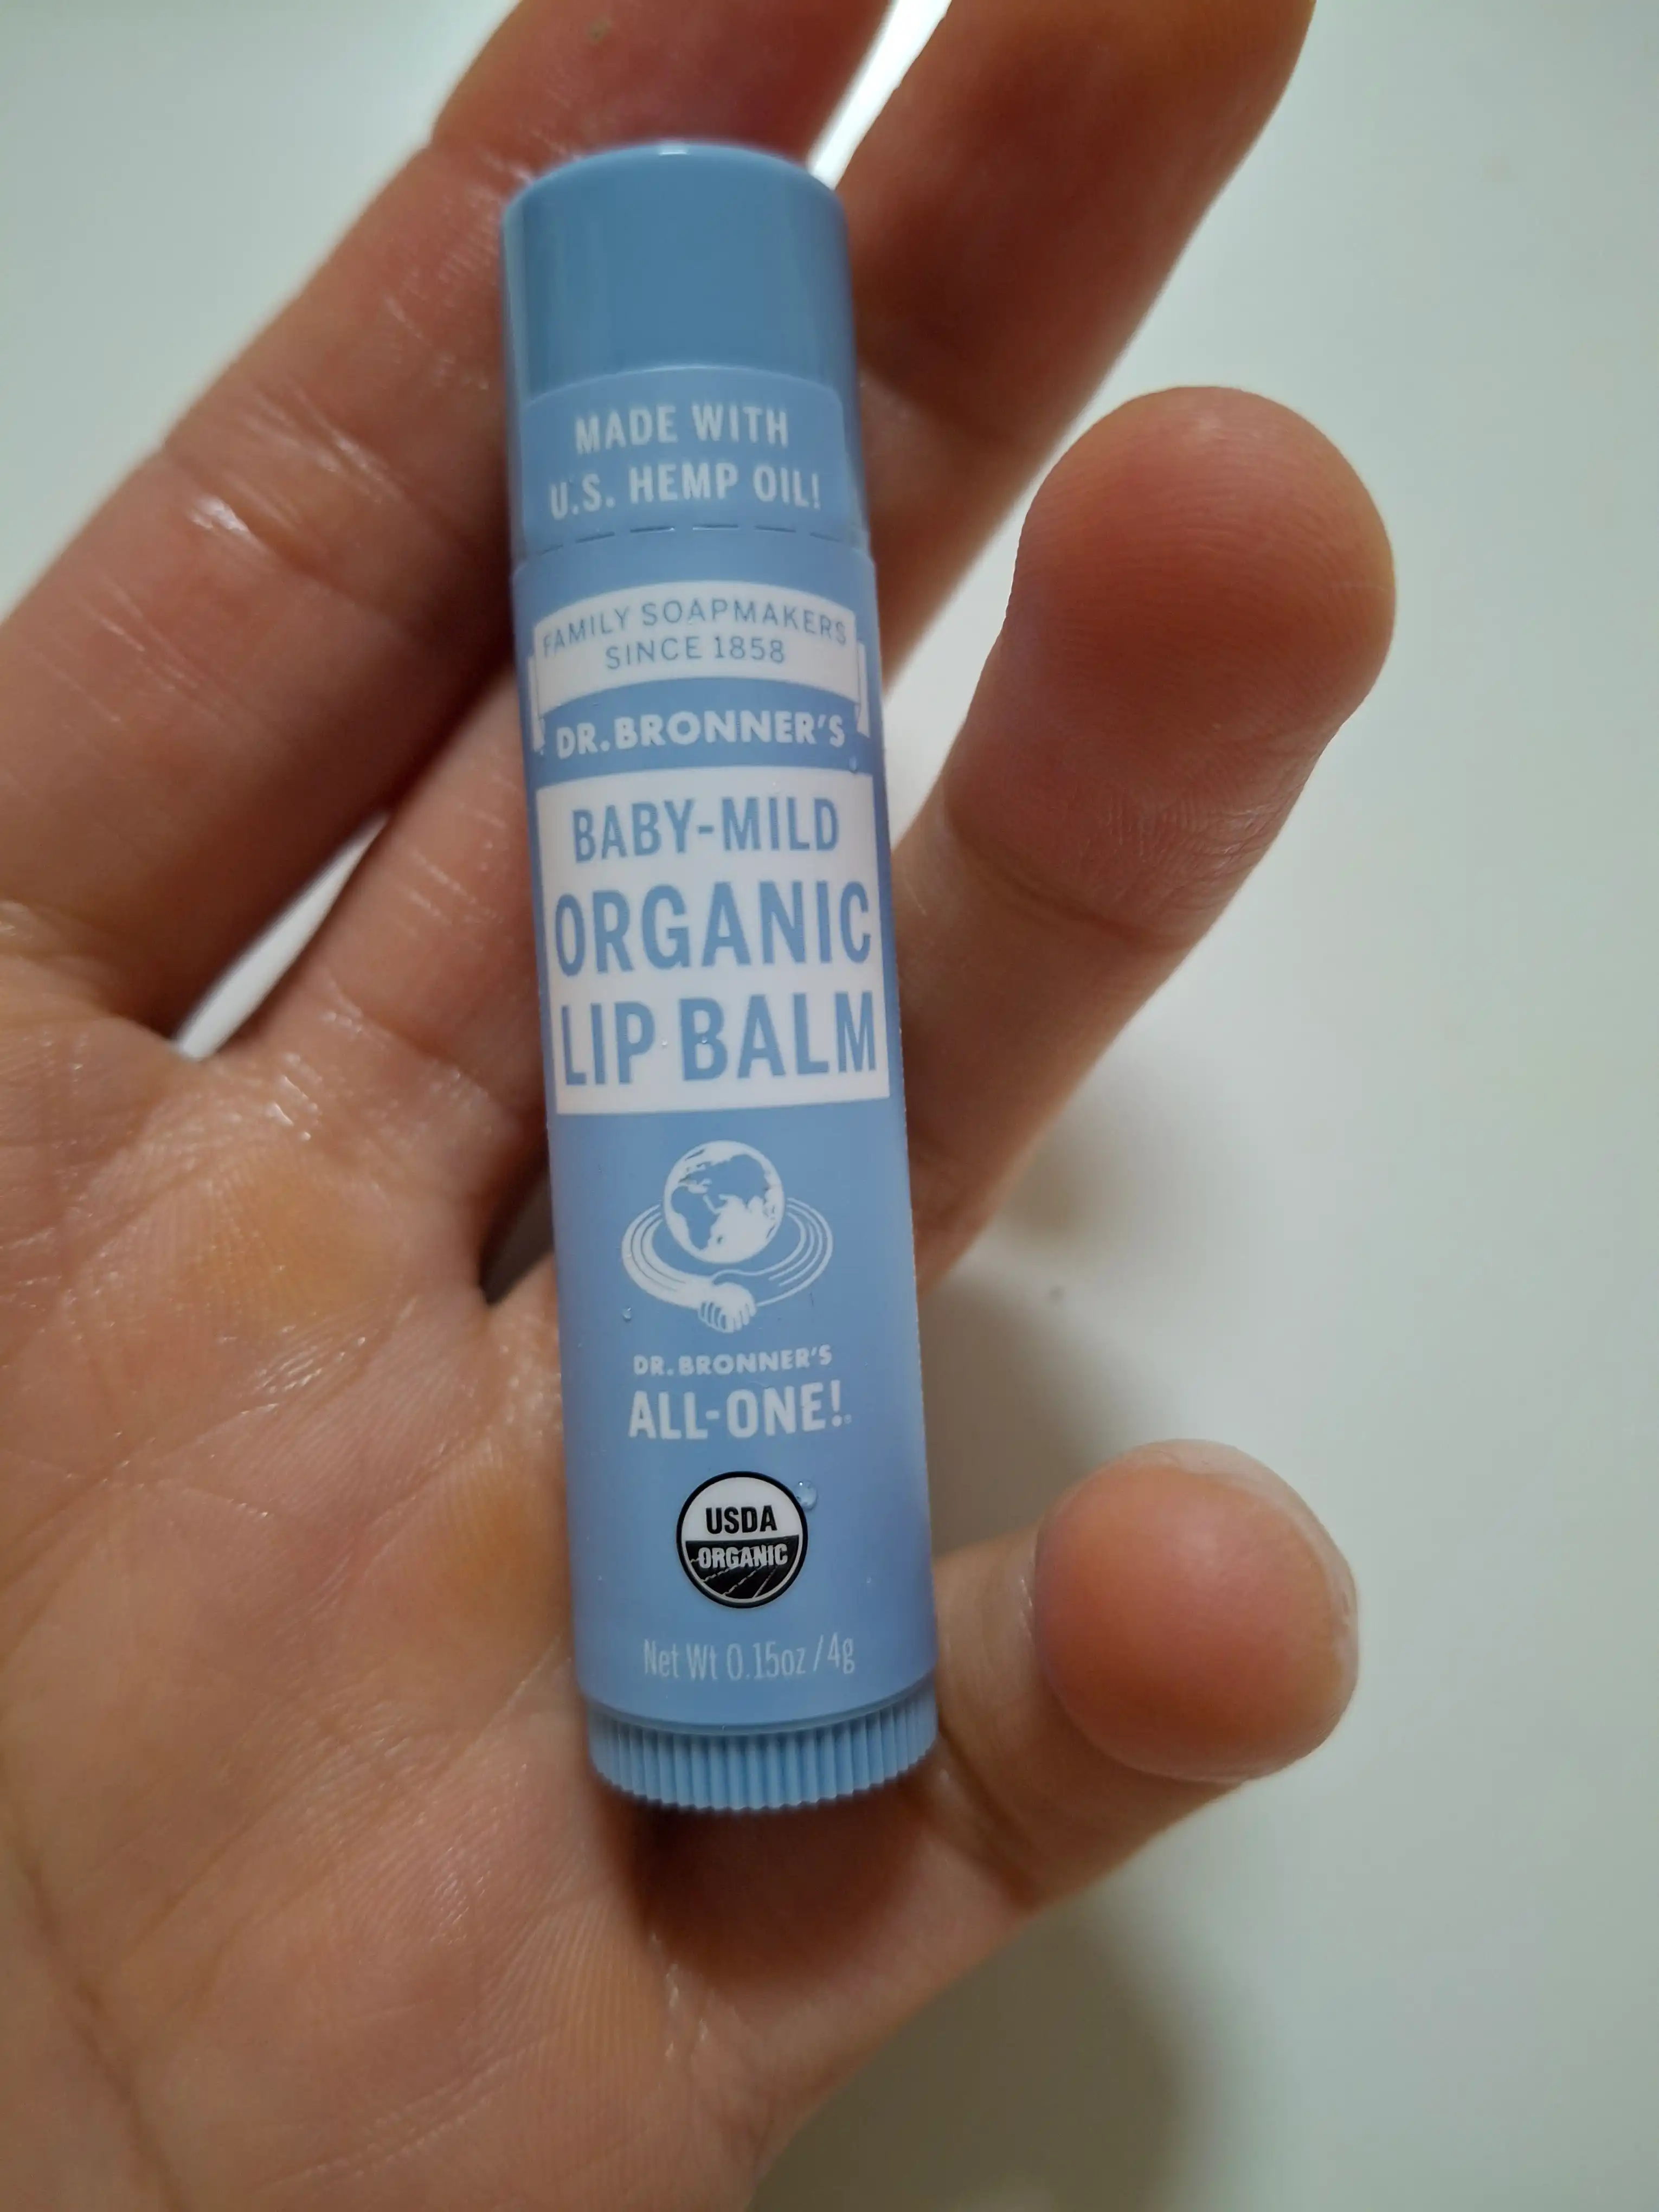 MADE WITH
U.S. HEMP OIL!
FAMILY SOAPMAKERS
SINCE 1858
DR. BRONNER'S
BABY-MILD
ORGANIC
LIP BALM
DR. BRONNER'S
ALL-ONE!
USDA
ORGANIC
Net Wt 0.15oz / 4g